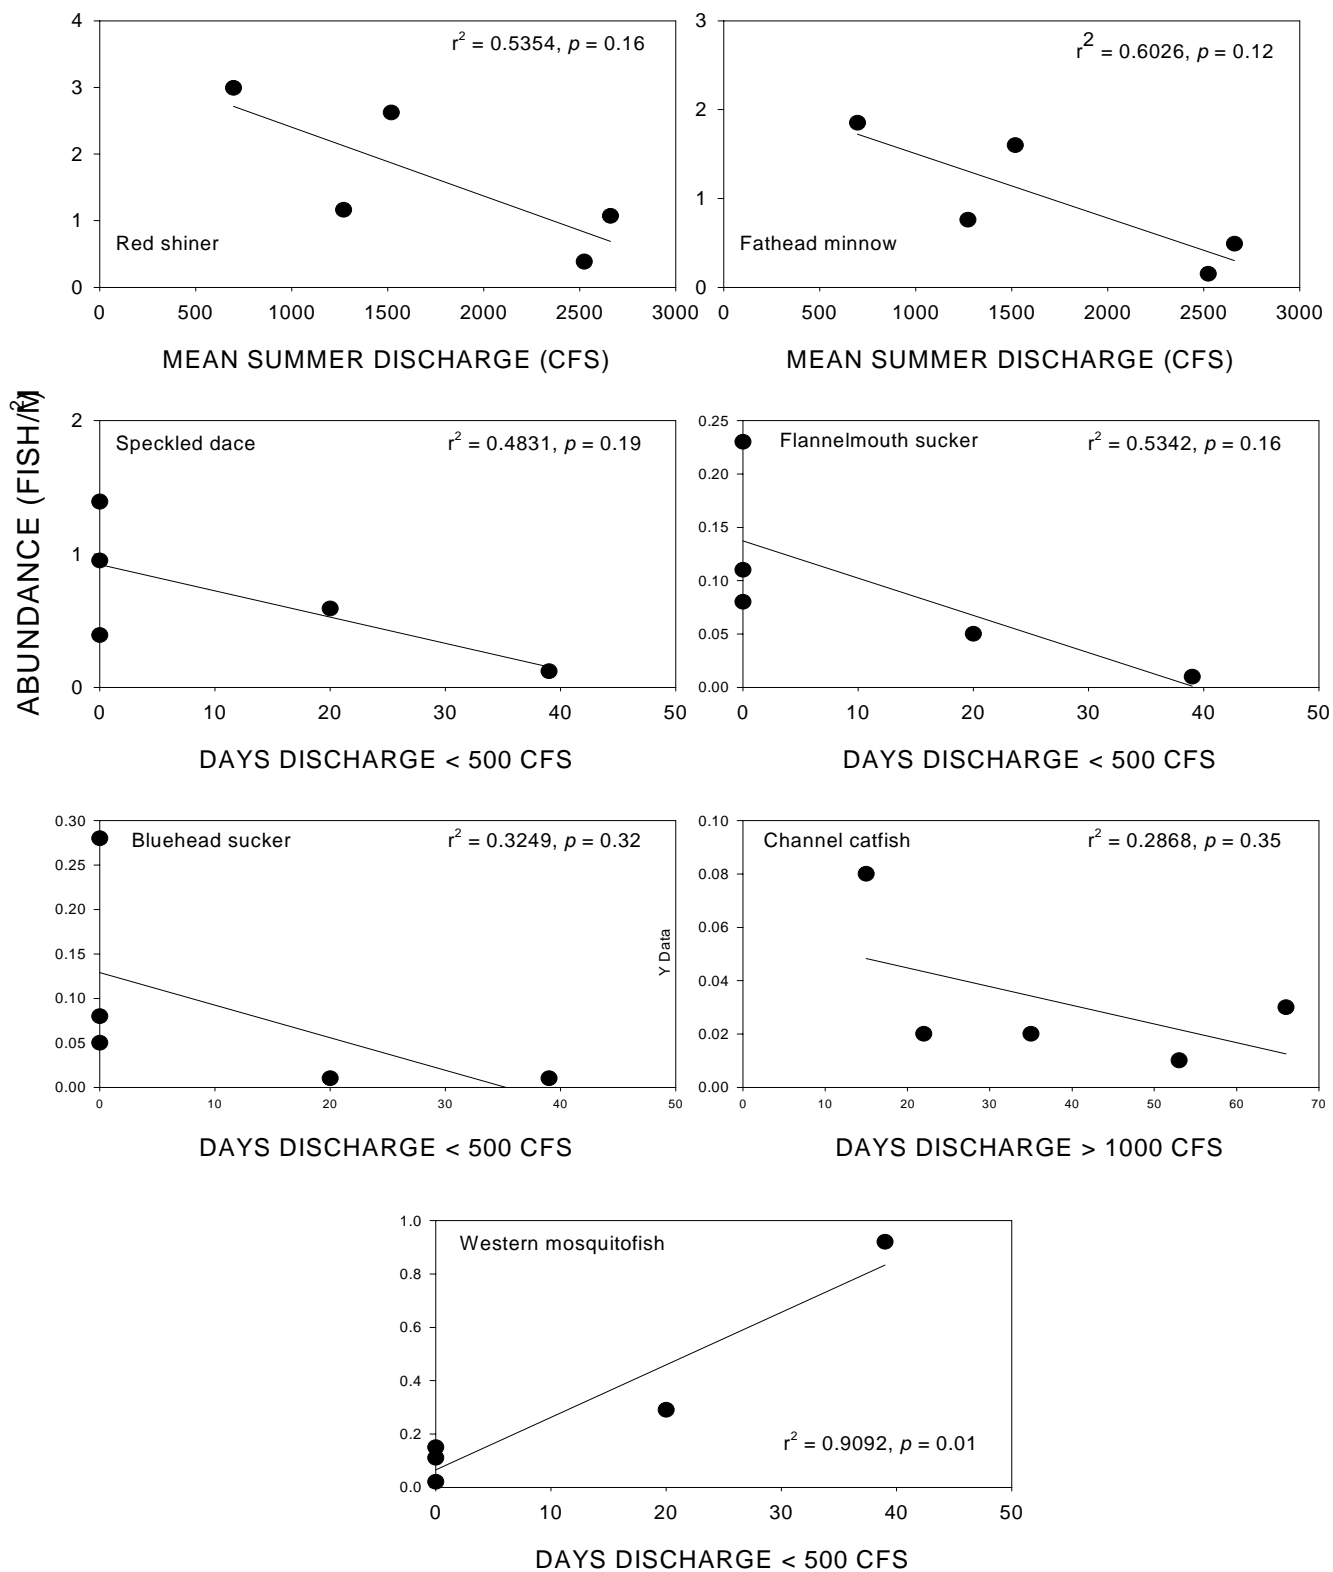 4
3
2
1
0
r² = 0.5354, p = 0.16
Red shiner
0 500 1000 1500 2000 2500 3000
MEAN SUMMER DISCHARGE (CFS)
3
2
1
0
r² = 0.6026, p = 0.12
Fathead minnow
0 500 1000 1500 2000 2500 3000
MEAN SUMMER DISCHARGE (CFS)
ABUNDANCE (FISH/M²)
2
1
0
Speckled dace
r² = 0.4831, p = 0.19
0 10 20 30 40 50
DAYS DISCHARGE < 500 CFS
0.25
0.20
0.15
0.10
0.05
0.00
Flannelmouth sucker
r² = 0.5342, p = 0.16
0 10 20 30 40 50
DAYS DISCHARGE < 500 CFS
0.30
0.25
0.20
0.15
0.10
0.05
0.00
Bluehead sucker
r² = 0.3249, p = 0.32
0 10 20 30 40 50
DAYS DISCHARGE < 500 CFS
Y Data
0.10
0.08
0.06
0.04
0.02
0.00
Channel catfish
r² = 0.2868, p = 0.35
0 10 20 30 40 50 60 70
DAYS DISCHARGE > 1000 CFS
1.0
0.8
0.6
0.4
0.2
0.0
Western mosquitofish
r² = 0.9092, p = 0.01
0 10 20 30 40 50
DAYS DISCHARGE < 500 CFS